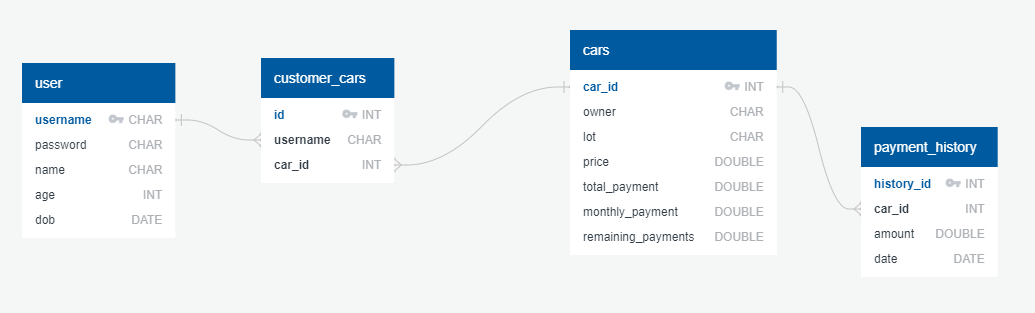 user
username CHAR
password CHAR
name CHAR
age INT
dob DATE
customer_cars
id INT
username CHAR
car_id INT
cars
car_id INT
owner CHAR
lot CHAR
price DOUBLE
total_payment DOUBLE
monthly_payment DOUBLE
remaining_payments DOUBLE
payment_history
history_id INT
car_id INT
amount DOUBLE
date DATE